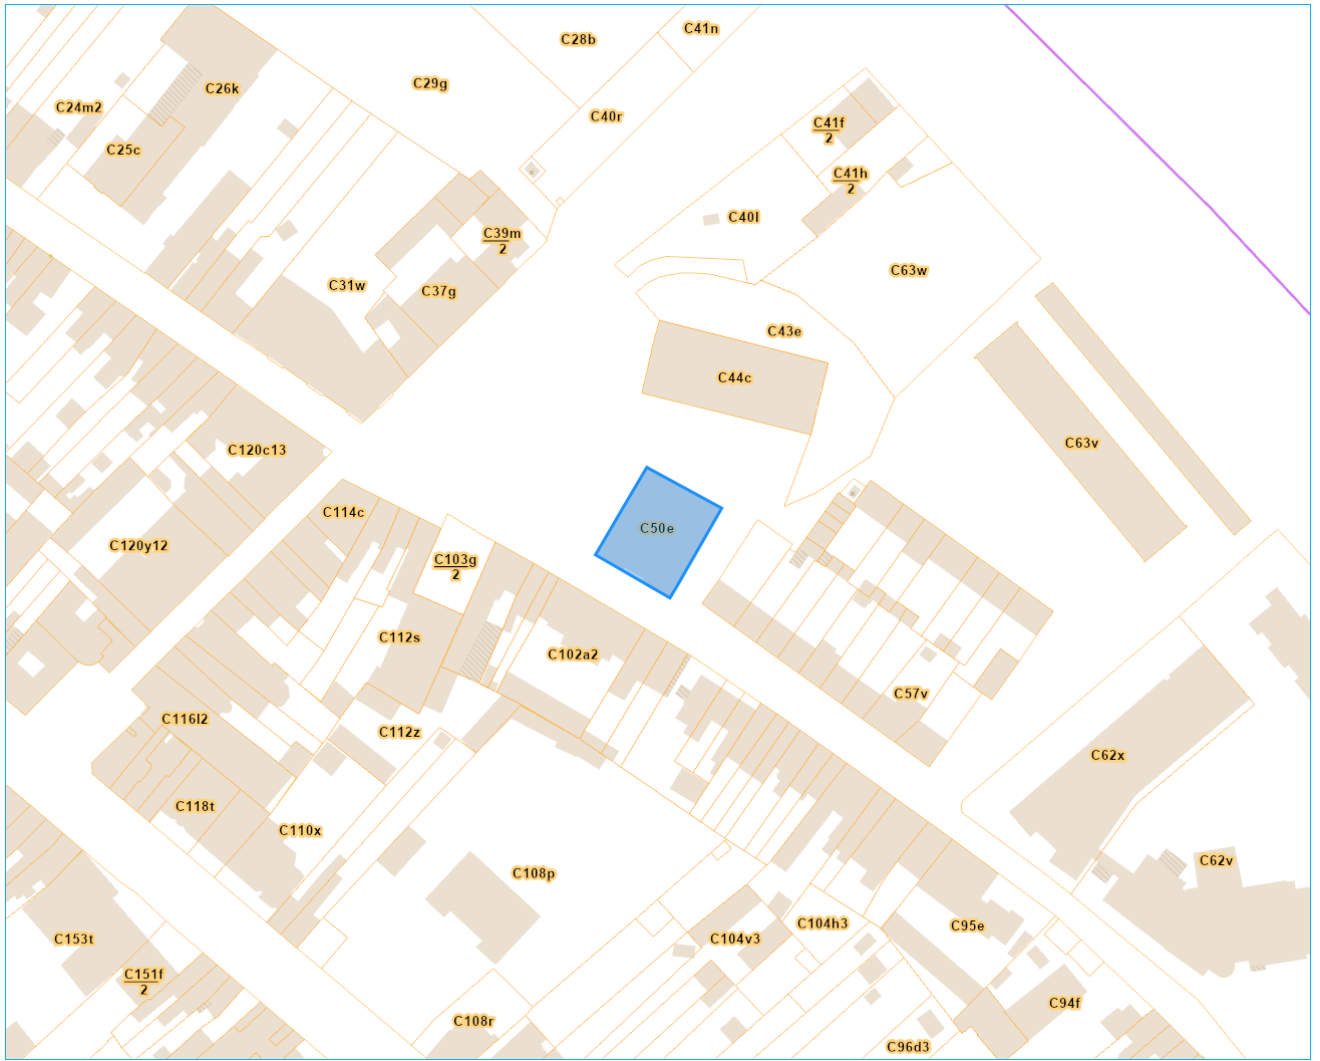 C41n
C28b
C29g
C26k
C24m2
C40r
C41f
2
C25c
C41h
2
C40l
C39m
2
C63w
C31w
C37g
C43e
C44c
C63v
C120c13
C114c
C50e
C120y12
C103g
2
C112s
C102a2
C57v
C116l2
C112z
C62x
C118t
C110x
C62v
C108p
C104h3
C95e
C153t
C104v3
C151f
2
C94f
C108r
C96d3